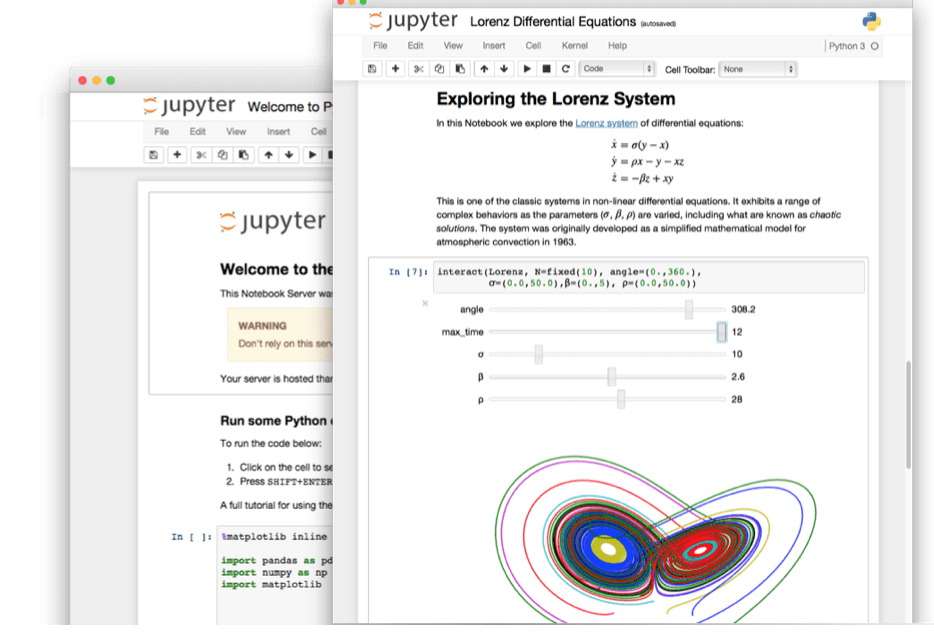 jupyter Lorenz Differential Equations (autosaved)
File Edit View Insert Cell Kernel Help Python 3
Code Cell Toolbar: None
Exploring the Lorenz System
In this Notebook we explore the Lorenz system of differential equations:
ẋ = σ(y − x)
ẏ = ρx − y − xz
ż = −βz + xy
This is one of the classic systems in non-linear differential equations. It exhibits a range of
complex behaviors as the parameters (σ, β, ρ) are varied, including what are known as chaotic
solutions. The system was originally developed as a simplified mathematical model for
atmospheric convection in 1963.
In [7]: interact(Lorenz, N=fixed(10), angle=(0.,360.),
σ=(0.0,50.0),β=(0.,5), ρ=(0.0,50.0))
angle 308.2
max_time 12
σ 10
β 2.6
ρ 28
jupyter Welcome to P
File Edit View Insert Cell
jupyter
Welcome to the
This Notebook Server was
WARNING
Don't rely on this serv
Your server is hosted than
Run some Python
To run the code below:
1. Click on the cell to se
2. Press SHIFT+ENTER
A full tutorial for using the
In [ ]: %matplotlib inline
import pandas as pd
import numpy as np
import matplotlib